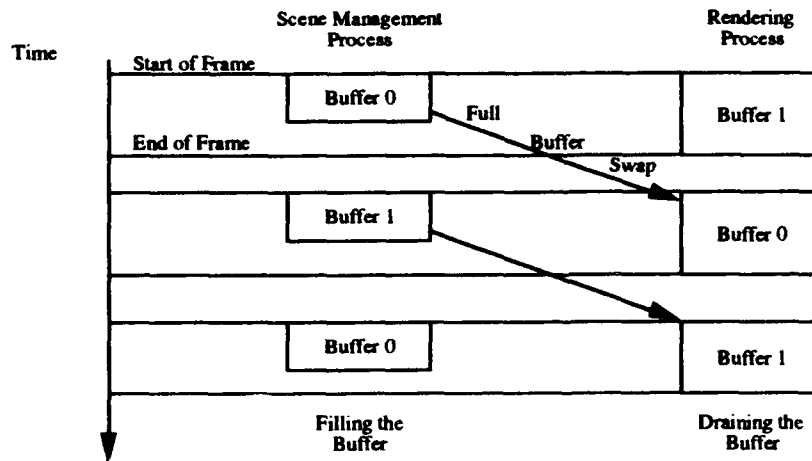 Scene Management
Process
Rendering
Process
Time
Start of Frame
Buffer 0
Full
Buffer 1
End of Frame
Buffer
Swap
Buffer 1
Buffer 0
Buffer 0
Buffer 1
Filling the
Buffer
Draining the
Buffer